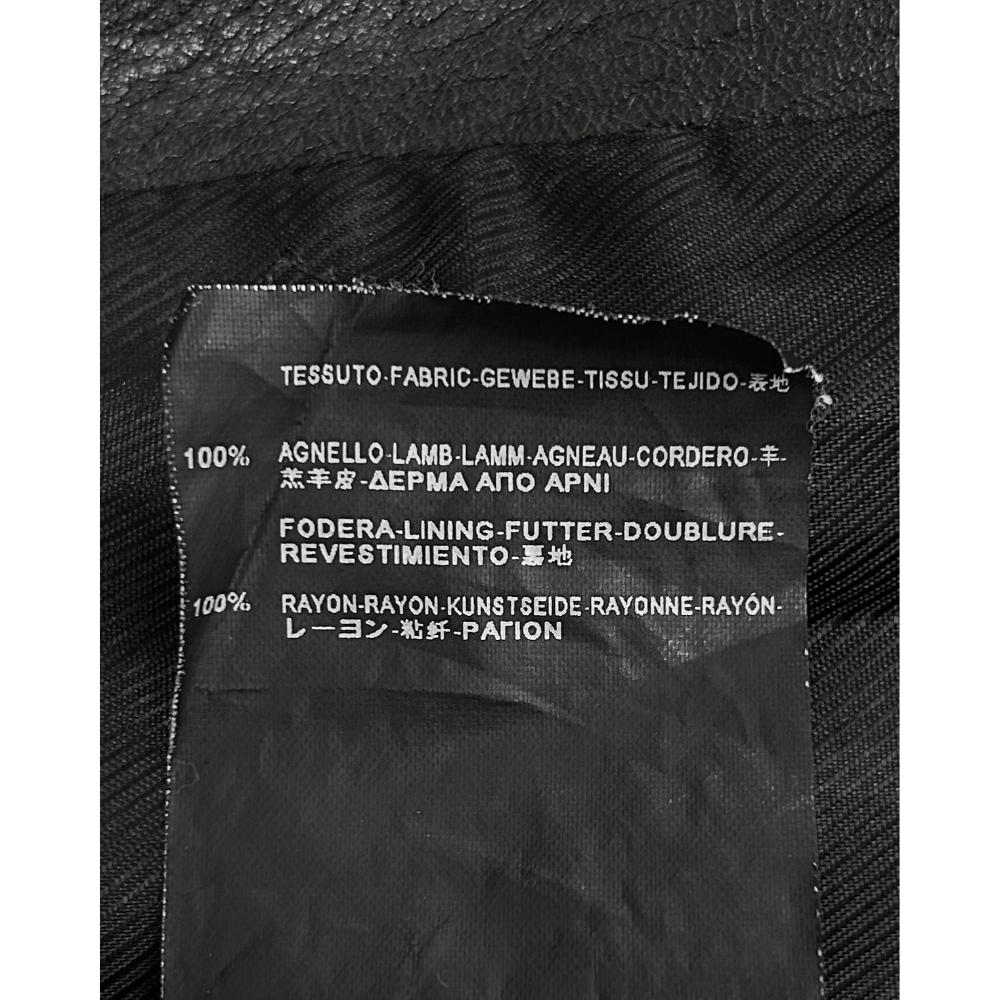 TESSUTO-FABRIC-GEWEBE-TISSU-TEJIDO-表地
100% AGNELLO-LAMB-LAMM-AGNEAU-CORDERO-羊-
羔羊皮-ΔΕΡΜΑ ΑΠΟ ΑΡΝΙ
FODERA-LINING-FUTTER-DOUBLURE-
REVESTIMIENTO-裏地
100% RAYON-RAYON-KUNSTSEIDE-RAYONNE-RAYÓN-
レーヨン-粘纤-ΡΑΓΙΟΝ